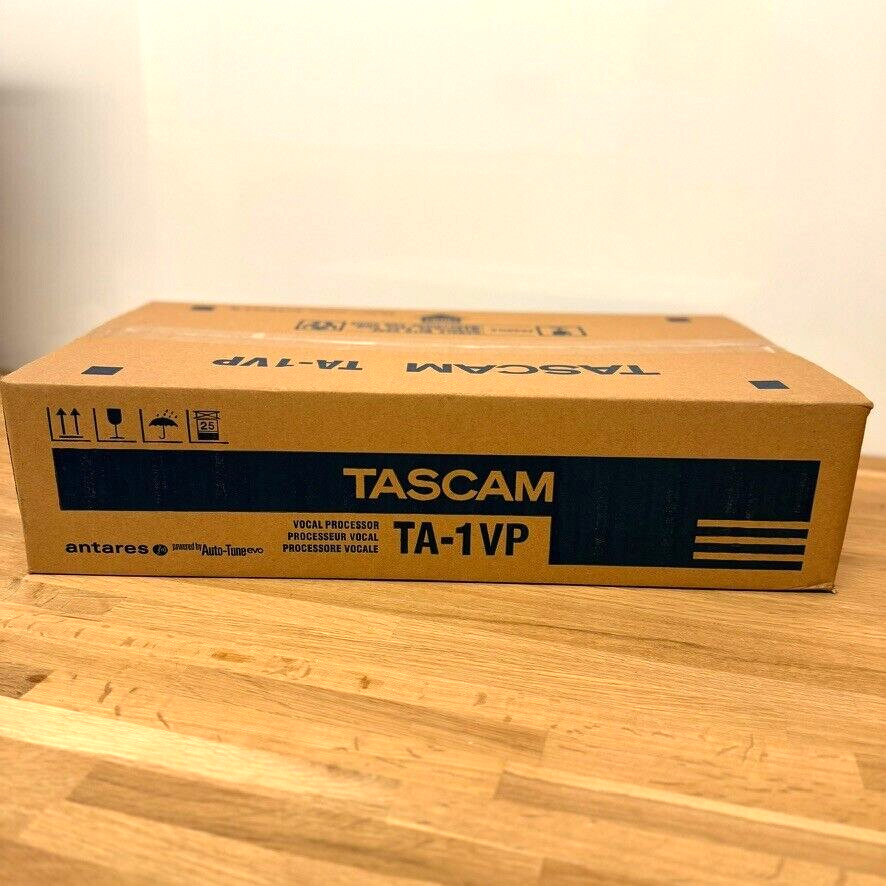 TASCAM TA-1VP
25
TASCAM
VOCAL PROCESSOR
PROCESSEUR VOCAL
PROCESSORE VOCALE
TA-1VP
antares powered by Auto-Tune evo